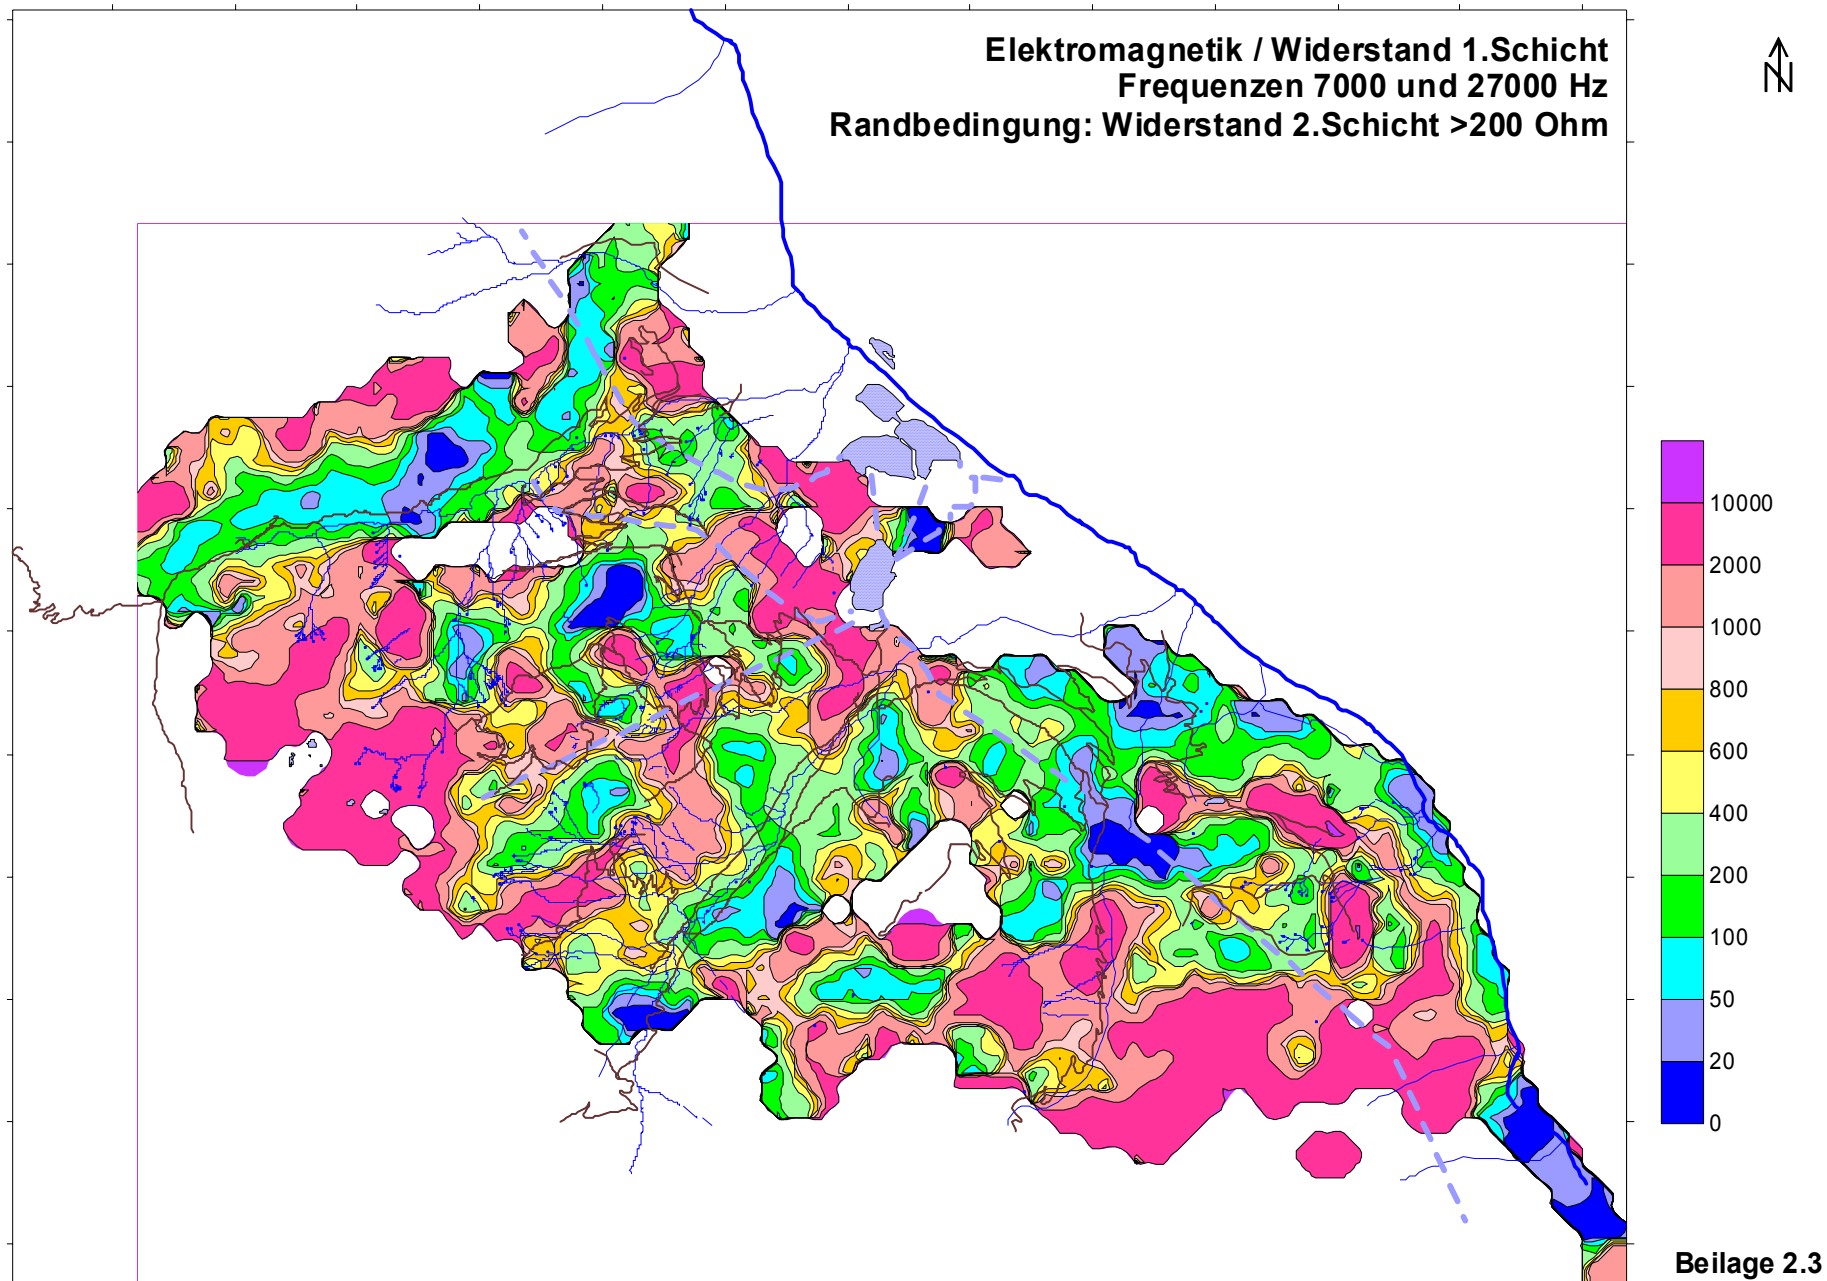 Elektromagnetik / Widerstand 1.Schicht
Frequenzen 7000 und 27000 Hz
Randbedingung: Widerstand 2.Schicht >200 Ohm
N
10000
2000
1000
800
600
400
200
100
50
20
0
Beilage 2.3